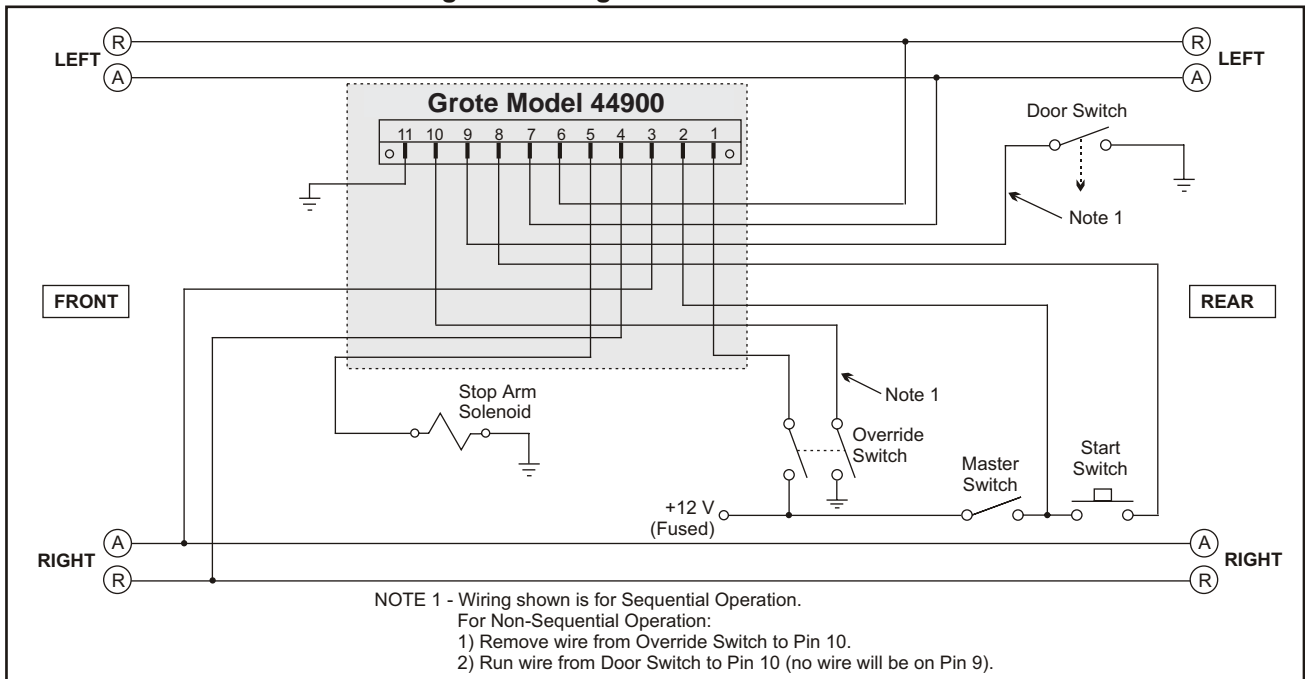 R
R
LEFT
LEFT
A
A
Grote Model 44900
11 10 9 8 7 6 5 4 3 2 1
Door Switch
Note 1
FRONT
REAR
Stop Arm
Solenoid
Note 1
Override
Switch
Master
Switch
Start
Switch
+12 V
(Fused)
A
A
RIGHT
RIGHT
R
R
NOTE 1 - Wiring shown is for Sequential Operation.
For Non-Sequential Operation:
1) Remove wire from Override Switch to Pin 10.
2) Run wire from Door Switch to Pin 10 (no wire will be on Pin 9).